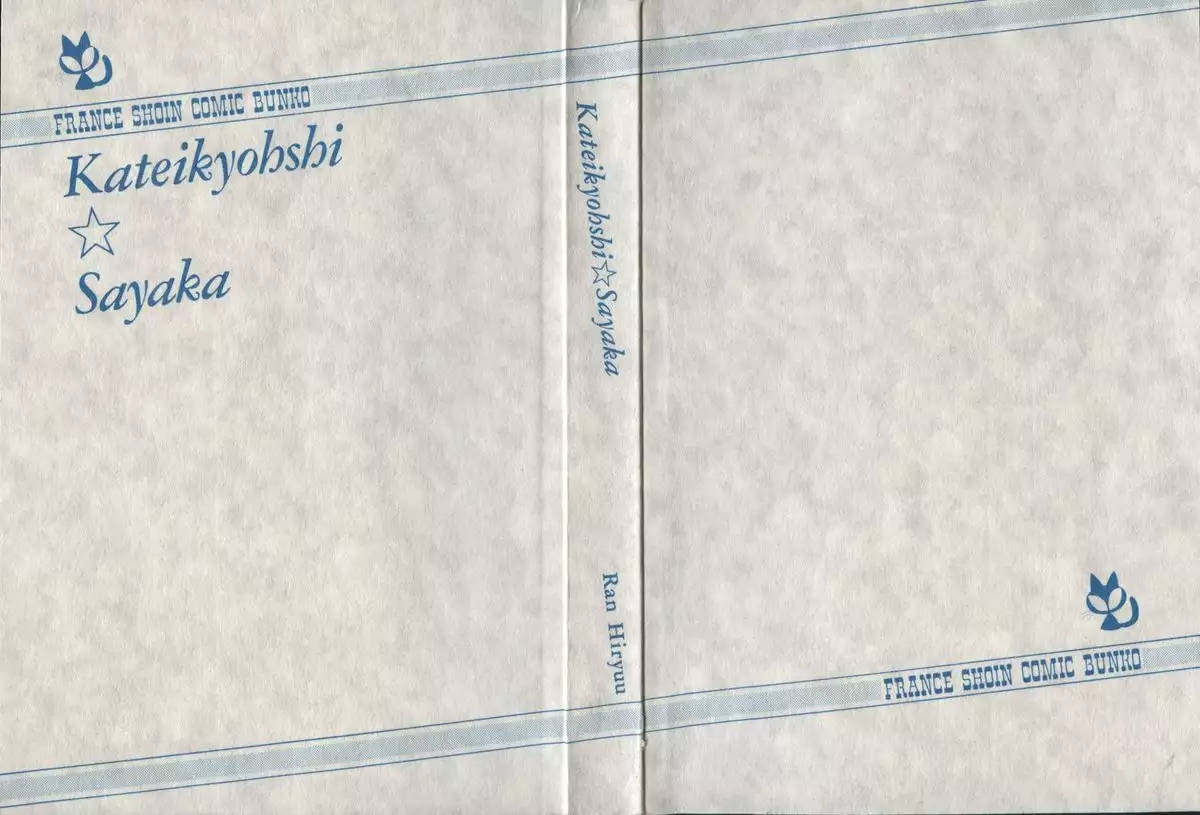 FRANCE SHOIN COMIC BUNKO
Kateikyohshi
☆
Sayaka
Kateikyohshi☆Sayaka
Ran Hiryuu
FRANCE SHOIN COMIC BUNKO